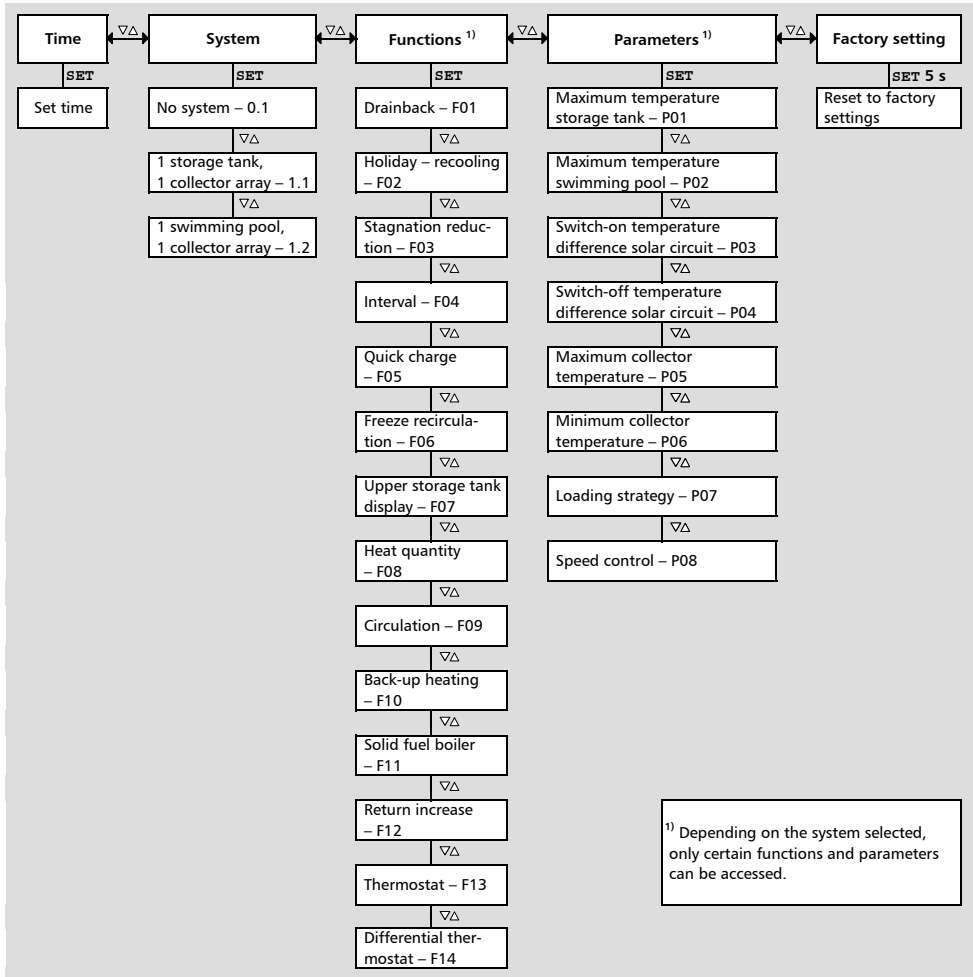 Time
▽△
System
▽△
Functions 1)
▽△
Parameters 1)
▽△
Factory setting
SET
Set time
SET
No system – 0.1
▽△
1 storage tank,
1 collector array – 1.1
▽△
1 swimming pool,
1 collector array – 1.2
SET
Drainback – F01
▽△
Holiday – recooling
– F02
▽△
Stagnation reduc-
tion – F03
▽△
Interval – F04
▽△
Quick charge
– F05
▽△
Freeze recircula-
tion – F06
▽△
Upper storage tank
display – F07
▽△
Heat quantity
– F08
▽△
Circulation – F09
▽△
Back-up heating
– F10
▽△
Solid fuel boiler
– F11
▽△
Return increase
– F12
▽△
Thermostat – F13
▽△
Differential ther-
mostat – F14
SET
Maximum temperature
storage tank – P01
▽△
Maximum temperature
swimming pool – P02
▽△
Switch-on temperature
difference solar circuit – P03
▽△
Switch-off temperature
difference solar circuit – P04
▽△
Maximum collector
temperature – P05
▽△
Minimum collector
temperature – P06
▽△
Loading strategy – P07
▽△
Speed control – P08
SET 5 s
Reset to factory
settings
1) Depending on the system selected,
only certain functions and parameters
can be accessed.